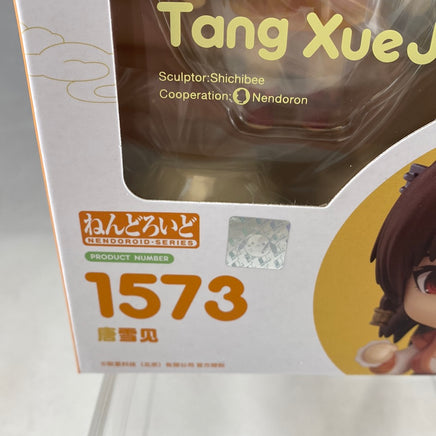 Tang XueJ
Sculptor:Shichibee
Cooperation: Nendoron
ねんどろいど
NENDOROID·SERIES
PRODUCT NUMBER
1573
唐雪见